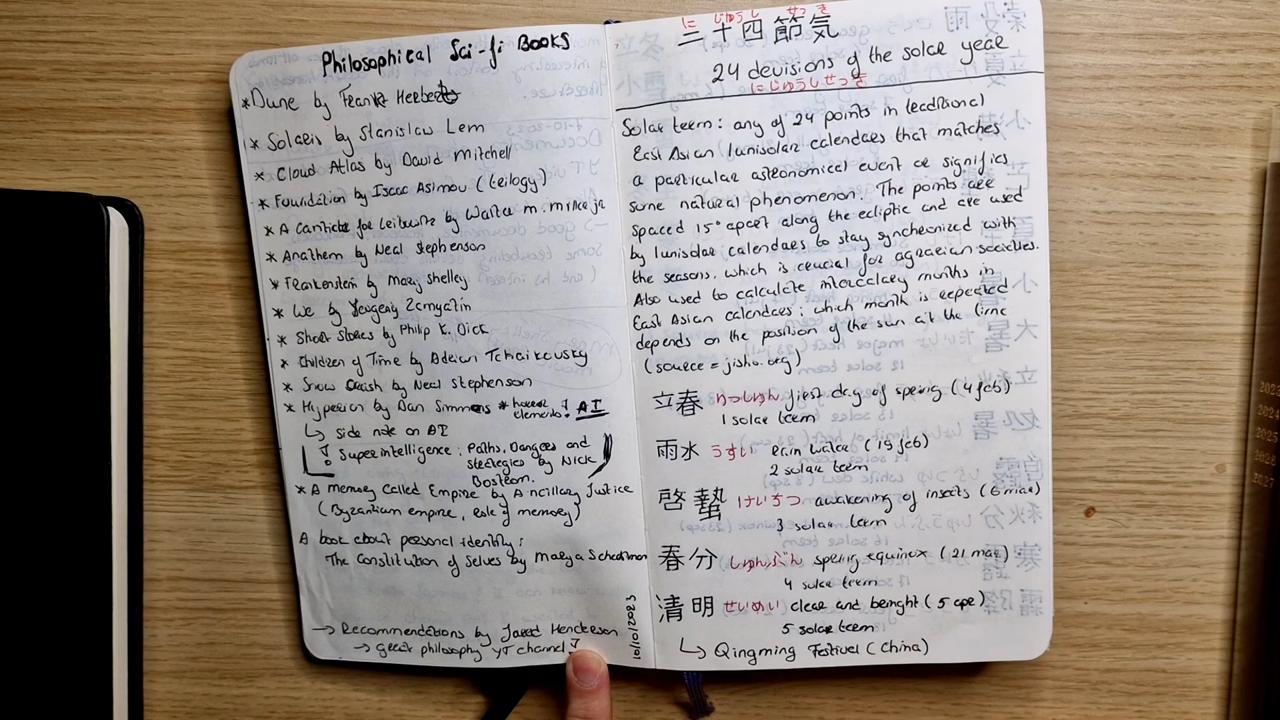 Philosophical Sci-fi Books
* Dune by Frank Herbert
* Solaris by Stanislaw Lem
* Cloud Atlas by David Mitchell
* Foundation by Isaac Asimov (trilogy)
* A Canticle for Leibowitz by Walter M. Miller jr
* Anathem by Neal Stephenson
* Frankenstein by Mary Shelley
* We by Yevgeniy Zamyatin
* Short Stories by Philip K. Dick
* Children of Time by Adrian Tchaikovsky
* Snow Crash by Neal Stephenson
* Hyperion by Dan Simmons * horror elements! ! AI
↳ side note on AI
! Superintelligence: Paths, Dangers and
strategies by Nick
Bostrom.
* A memory Called Empire by Ancillary Justice
(Byzantian empire, role of memory)
A book about personal identity:
The Constitution of Selves by Marya Schechtman
→ Recommendations by Jared Henderson
→ great philosophy YT channel!
10/10/2023
に じゅうし せっき
二十四節気
24 devisions of the solar year
にじゅうしせっき
Solar term: any of 24 points in traditional
East Asian lunisolar calendars that matches
a particular astronomical event or signifies
some natural phenomenon. The points are
spaced 15° apart along the ecliptic and are used
by lunisolar calendars to stay synchronized with
the seasons, which is crucial for agrarian societies.
Also used to calculate intercalary months in
East Asian calendars; which month is repeated
depends on the position of the sun at the time
(source = jisho.org)
立春 りっしゅん first day of spring (4 feb)
1 solar term
雨水 うすい rain water (19 feb)
2 solar term
啓蟄 けいちつ awakening of insects (6 mar)
3 solar term
春分 しゅんぶん spring equinox (21 mar)
4 solar term
清明 せいめい clear and bright (5 apr)
5 solar term
↳ Qingming Festivel (China)
2023
2024
2025
2026
2027